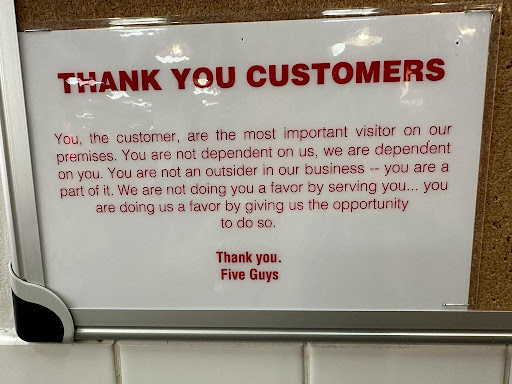 THANK YOU CUSTOMERS
You, the customer, are the most important visitor on our
premises. You are not dependent on us, we are dependent
on you. You are not an outsider in our business -- you are a
part of it. We are not doing you a favor by serving you... you
are doing us a favor by giving us the opportunity
to do so.
Thank you.
Five Guys